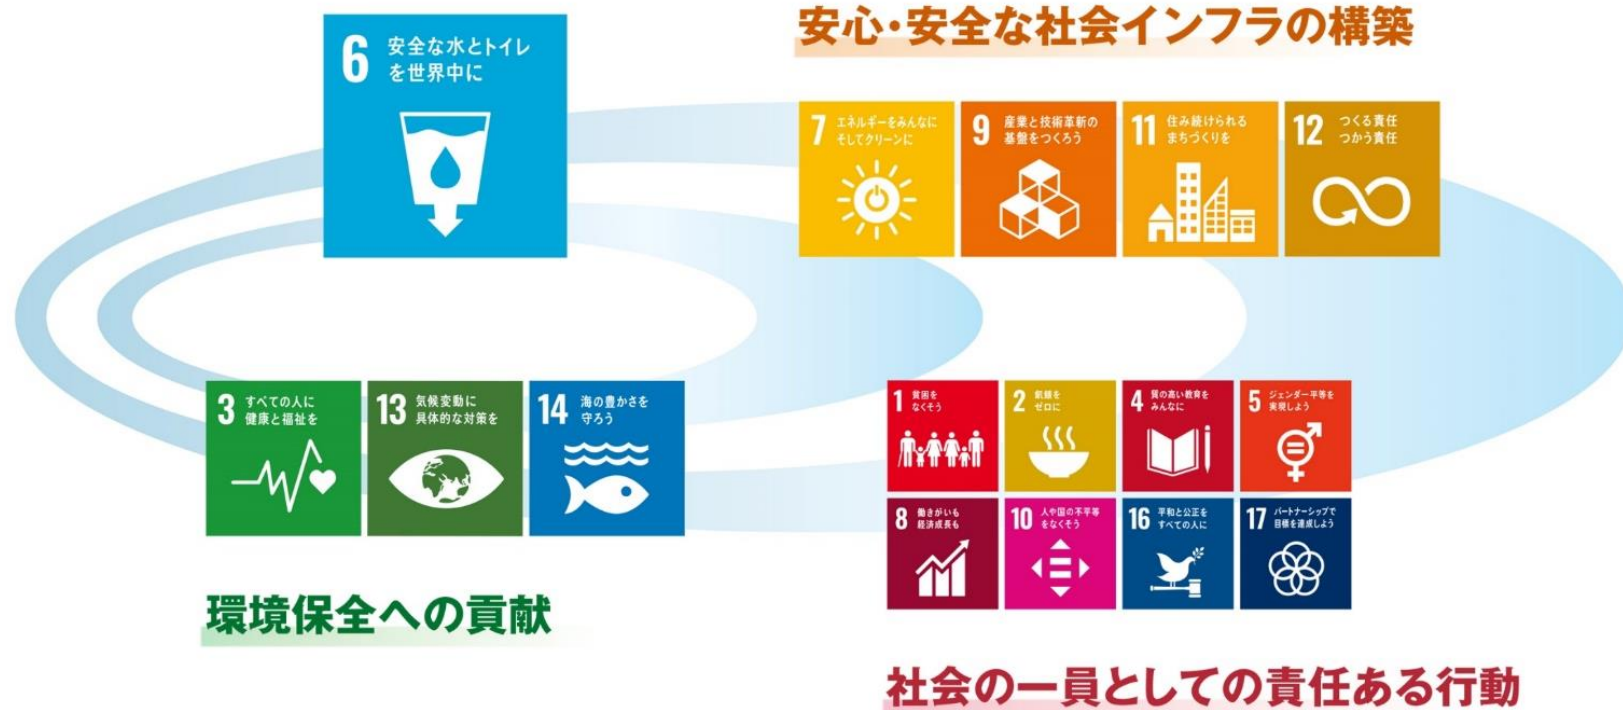 安心・安全な社会インフラの構築
6 安全な水とトイレ
を世界中に
7 エネルギーをみんなに
そしてクリーンに
9 産業と技術革新の
基盤をつくろう
11 住み続けられる
まちづくりを
12 つくる責任
つかう責任
3 すべての人に
健康と福祉を
13 気候変動に
具体的な対策を
14 海の豊かさを
守ろう
環境保全への貢献
1 貧困を
なくそう
2 飢餓を
ゼロに
4 質の高い教育を
みんなに
5 ジェンダー平等を
実現しよう
8 働きがいも
経済成長も
10 人や国の不平等
をなくそう
16 平和と公正を
すべての人に
17 パートナーシップで
目標を達成しよう
社会の一員としての責任ある行動